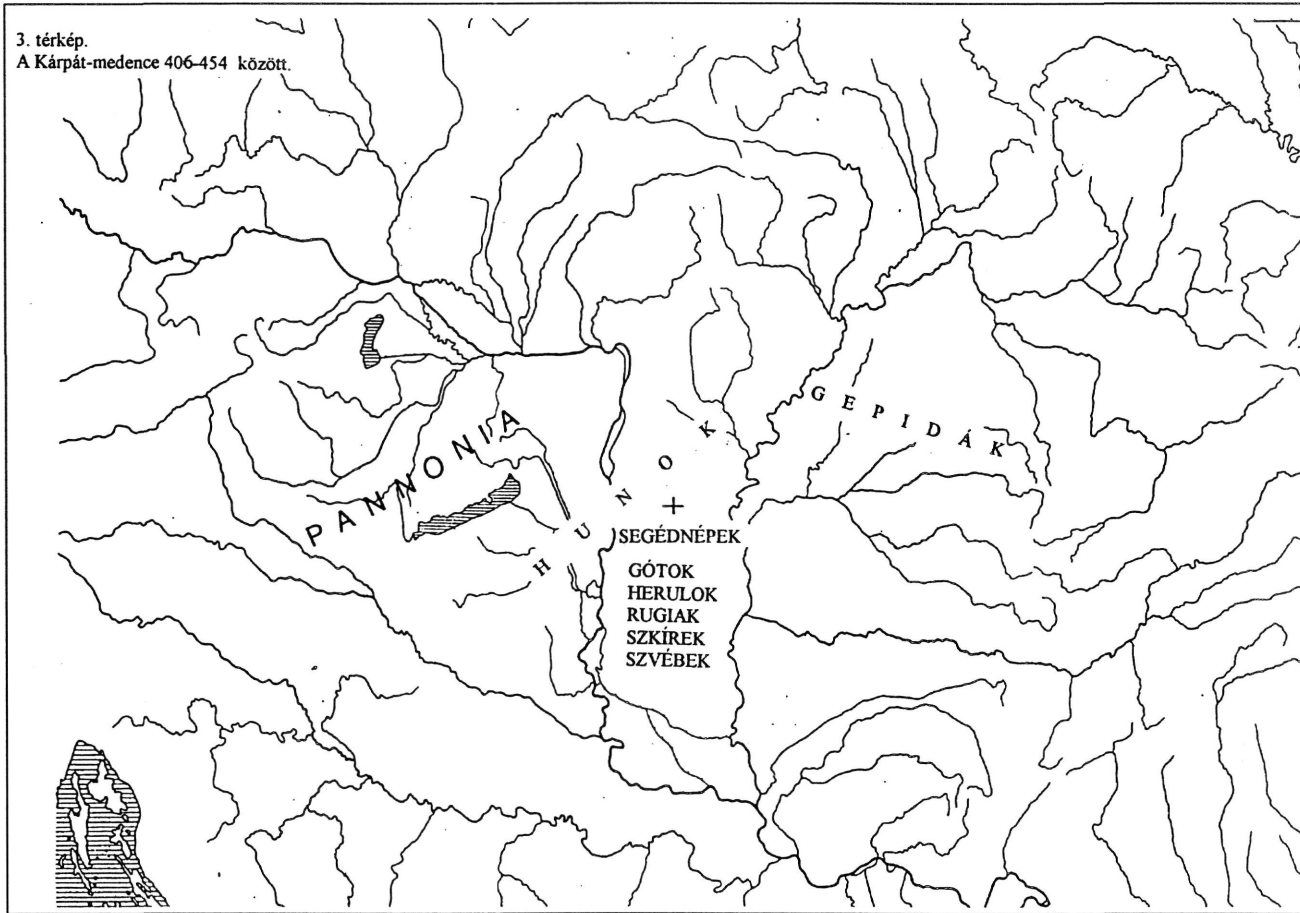 3. térkép.
A Kárpát-medence 406-454 között.
PANNONIA
HUNOK
GEPIDÁK
+
SEGÉDNÉPEK
GÓTOK
HERULOK
RUGIAK
SZKÍREK
SZVÉBEK